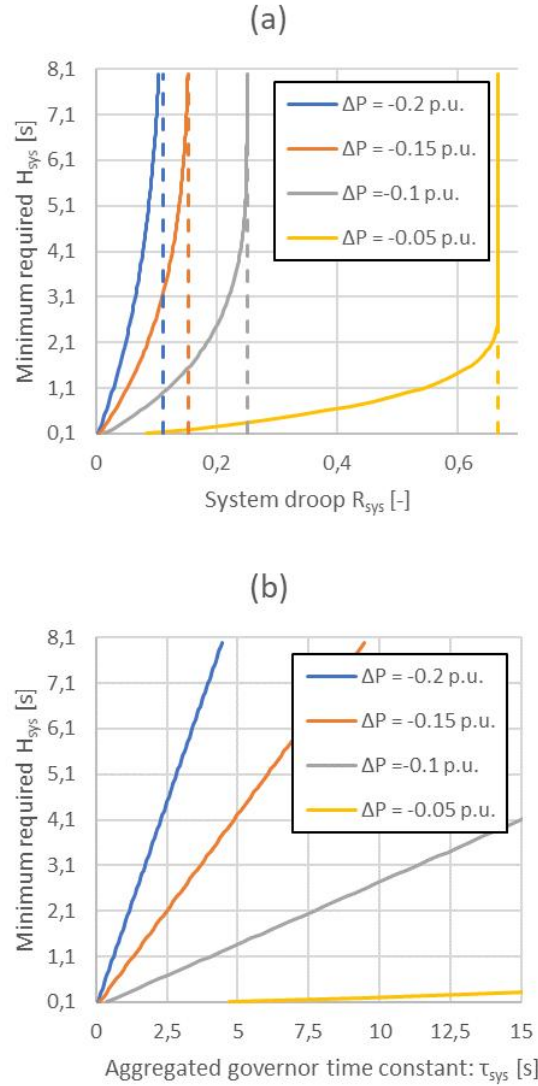 (a)
Minimum required H_sys [s]
8,1
7,1
6,1
5,1
4,1
3,1
2,1
1,1
0,1
ΔP = -0.2 p.u.
ΔP = -0.15 p.u.
ΔP =-0.1 p.u.
ΔP = -0.05 p.u.
0
0,2
0,4
0,6
System droop R_sys [-]
(b)
Minimum required H_sys [s]
8,1
7,1
6,1
5,1
4,1
3,1
2,1
1,1
0,1
ΔP = -0.2 p.u.
ΔP = -0.15 p.u.
ΔP =-0.1 p.u.
ΔP = -0.05 p.u.
0
2,5
5
7,5
10
12,5
15
Aggregated governor time constant: τ_sys [s]